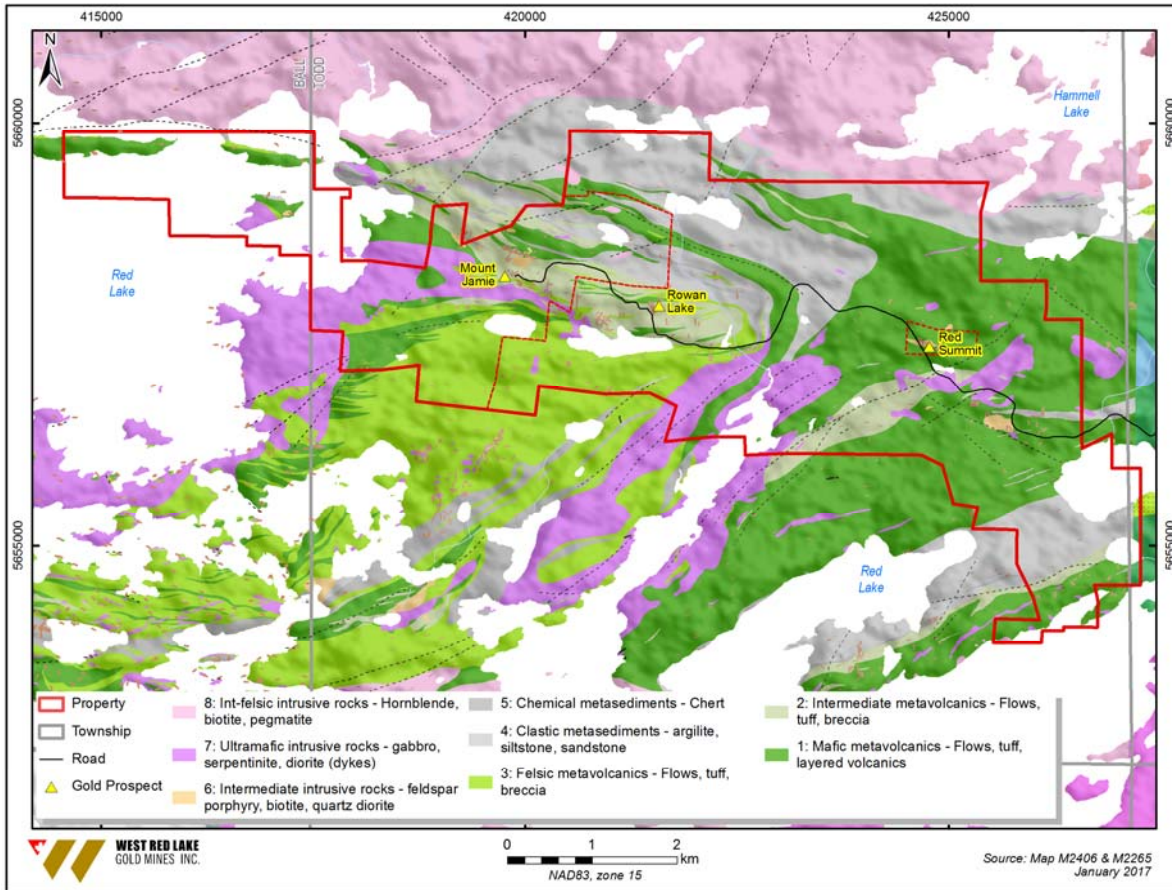 415000
420000
425000
N
BALL
TODD
5660000
5660000
Hammell
Lake
Red
Lake
Mount
Jamie
Rowan
Lake
Red
Summit
5655000
5655000
Red
Lake
Property
Township
Road
Gold Prospect
8: Int-felsic intrusive rocks - Hornblende,
biotite, pegmatite
7: Ultramafic intrusive rocks - gabbro,
serpentinite, diorite (dykes)
6: Intermediate intrusive rocks - feldspar
porphyry, biotite, quartz diorite
5: Chemical metasediments - Chert
4: Clastic metasediments - argilite,
siltstone, sandstone
3: Felsic metavolcanics - Flows, tuff,
breccia
2: Intermediate metavolcanics - Flows,
tuff, breccia
1: Mafic metavolcanics - Flows, tuff,
layered volcanics
WEST RED LAKE
GOLD MINES INC.
0 1 2
km
NAD83, zone 15
Source: Map M2406 & M2265
January 2017